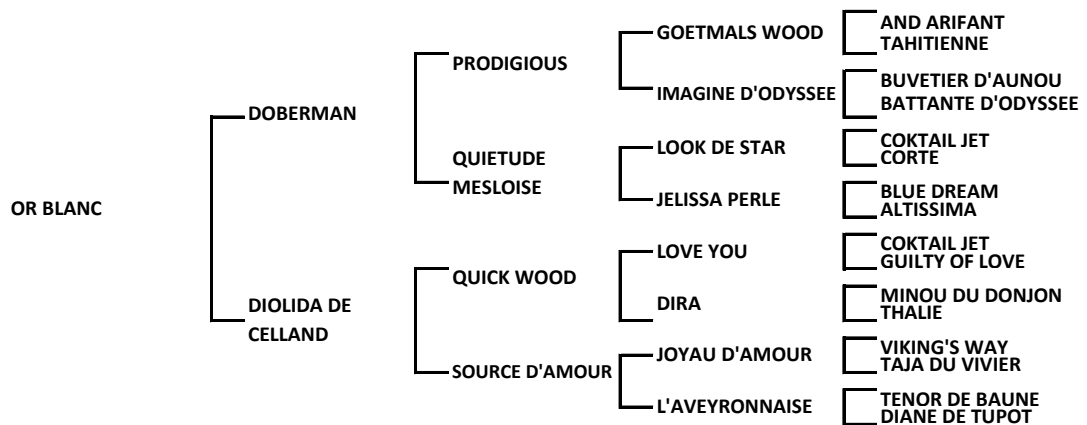 AND ARIFANT
GOETMALS WOOD
TAHITIENNE
PRODIGIOUS
BUVETIER D'AUNOU
IMAGINE D'ODYSSEE
BATTANTE D'ODYSSEE
DOBERMAN
COKTAIL JET
LOOK DE STAR
CORTE
QUIETUDE
MESLOISE
BLUE DREAM
JELISSA PERLE
ALTISSIMA
OR BLANC
COKTAIL JET
LOVE YOU
GUILTY OF LOVE
QUICK WOOD
MINOU DU DONJON
DIRA
THALIE
DIOLIDA DE
CELLAND
VIKING'S WAY
JOYAU D'AMOUR
TAJA DU VIVIER
SOURCE D'AMOUR
TENOR DE BAUNE
L'AVEYRONNAISE
DIANE DE TUPOT